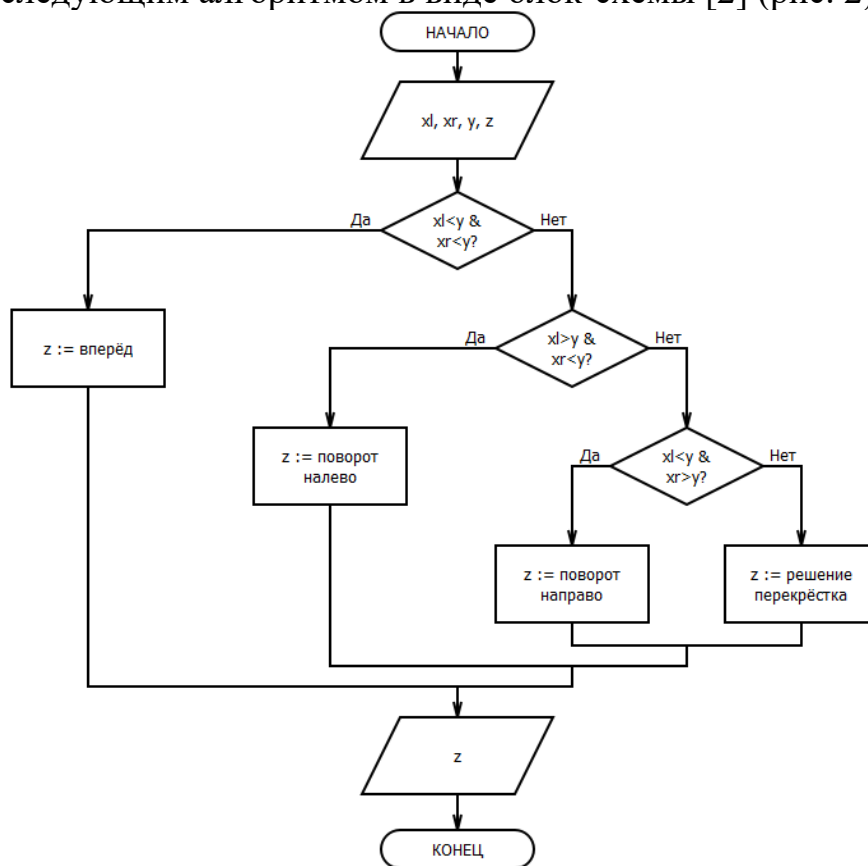 следующим алгоритмом в виде блок-схемы [2] (рис. 2)
НАЧАЛО
xl, xr, y, z
xl<y &
xr<y?
Да
Нет
z := вперёд
xl>y &
xr<y?
Да
Нет
z := поворот
налево
xl<y &
xr>y?
Да
Нет
z := поворот
направо
z := решение
перекрёстка
z
КОНЕЦ